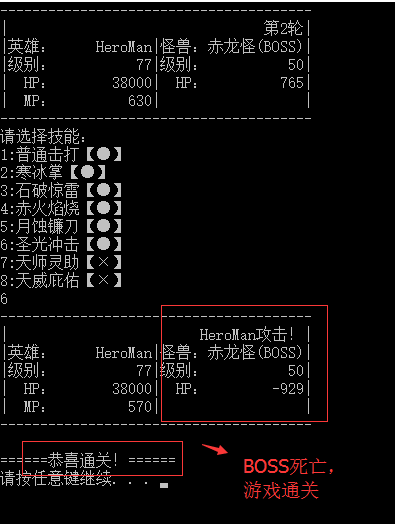 ------------------------------------
| 第2轮|
|英雄: HeroMan|怪兽: 赤龙怪(BOSS)|
|级别: 77|级别: 50|
| HP: 38000| HP: 765|
| MP: 630| |
------------------------------------
请选择技能:
1:普通击打【●】
2:寒冰掌【●】
3:石破惊雷【●】
4:赤火焰烧【●】
5:月蚀镰刀【●】
6:圣光冲击【●】
7:天师灵助【×】
8:天威庇佑【×】
6
------------------------------------
| HeroMan攻击! |
|英雄: HeroMan|怪兽: 赤龙怪(BOSS)|
|级别: 77|级别: 50|
| HP: 38000| HP: -929|
| MP: 570| |
------------------------------------
======恭喜通关! ======
请按任意键继续. . .
BOSS死亡,
游戏通关